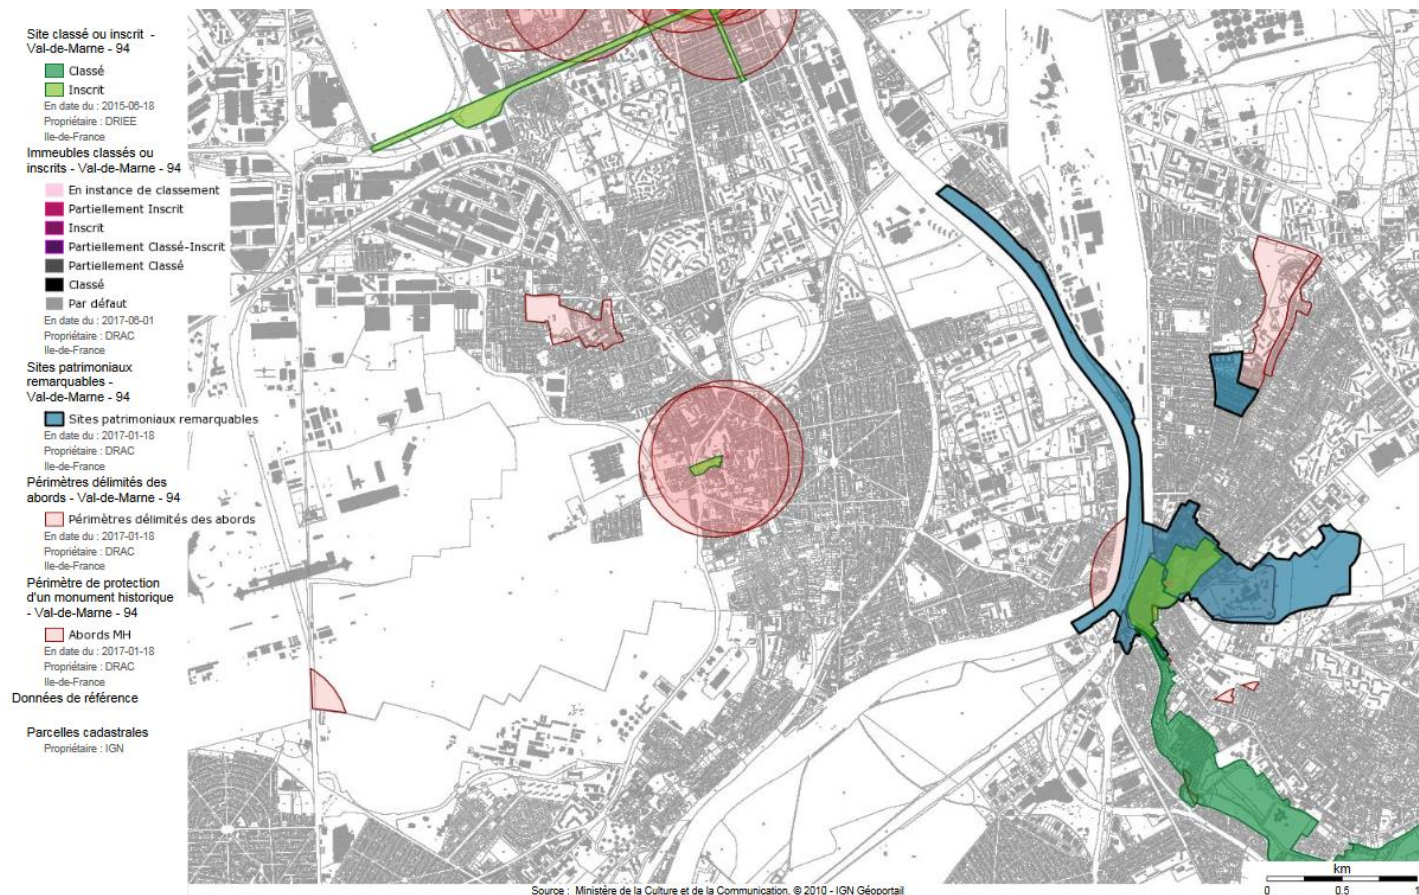 Site classé ou inscrit -
Val-de-Marne - 94
Classé
Inscrit
En date du : 2015-06-18
Propriétaire : DRIEE
Ile-de-France
Immeubles classés ou
inscrits - Val-de-Marne - 94
En instance de classement
Partiellement Inscrit
Inscrit
Partiellement Classé-Inscrit
Partiellement Classé
Classé
Par défaut
En date du : 2017-06-01
Propriétaire : DRAC
Ile-de-France
Sites patrimoniaux
remarquables -
Val-de-Marne - 94
Sites patrimoniaux remarquables
En date du : 2017-01-18
Propriétaire : DRAC
Ile-de-France
Périmètres délimités des
abords - Val-de-Marne - 94
Périmètres délimités des abords
En date du : 2017-01-18
Propriétaire : DRAC
Ile-de-France
Périmètre de protection
d'un monument historique
- Val-de-Marne - 94
Abords MH
En date du : 2017-01-18
Propriétaire : DRAC
Ile-de-France
Données de référence
Parcelles cadastrales
Propriétaire : IGN
km
0 0.5 1
Source : Ministère de la Culture et de la Communication, © 2010 - IGN Géoportail